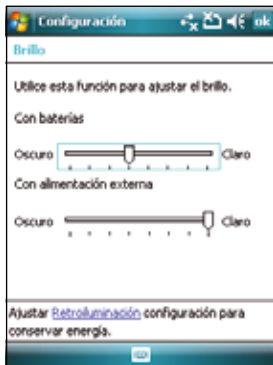 Configuración ok
Brillo
Utilice esta función para ajustar el brillo.
Con baterías
Oscuro Claro
Con alimentación externa
Oscuro Claro
Ajustar Retroiluminación configuración para
conservar energía.